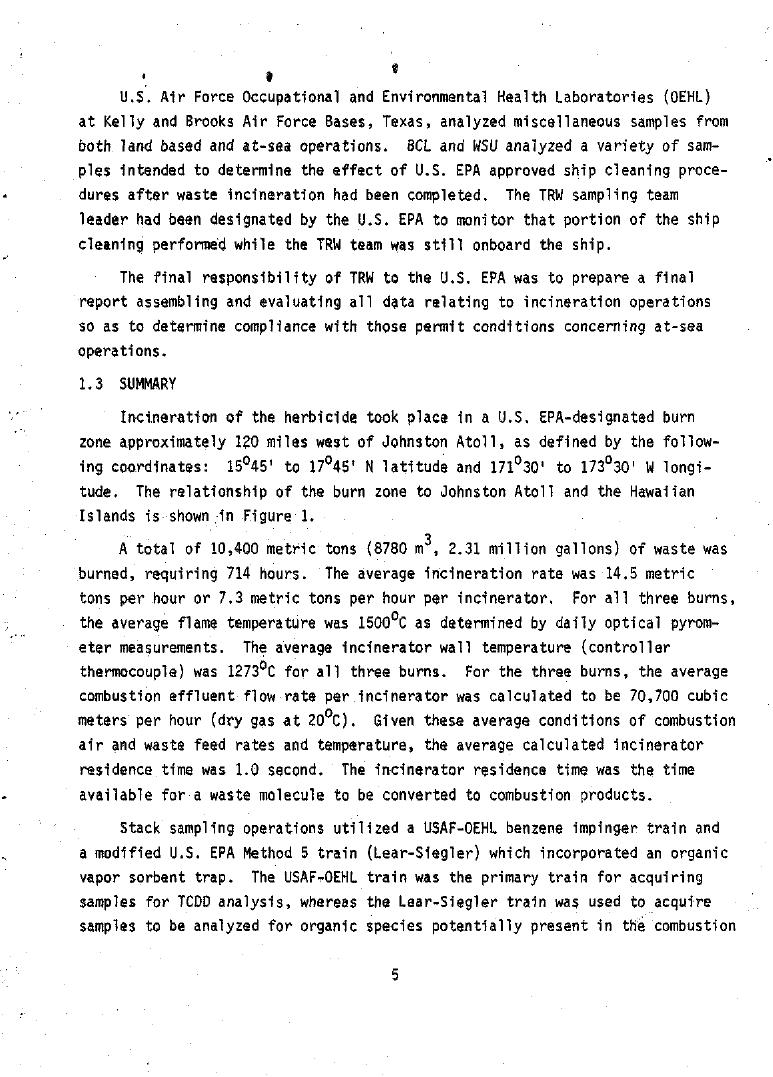 U.S. Air Force Occupational and Environmental Health Laboratories (OEHL)
at Kelly and Brooks Air Force Bases, Texas, analyzed miscellaneous samples from
both land based and at-sea operations. BCL and WSU analyzed a variety of sam-
ples intended to determine the effect of U.S. EPA approved ship cleaning proce-
dures after waste incineration had been completed. The TRW sampling team
leader had been designated by the U.S. EPA to monitor that portion of the ship
cleaning performed while the TRW team was still onboard the ship.
The final responsibility of TRW to the U.S. EPA was to prepare a final
report assembling and evaluating all data relating to incineration operations
so as to determine compliance with those permit conditions concerning at-sea
operations.
1.3 SUMMARY
Incineration of the herbicide took place in a U.S. EPA-designated burn
zone approximately 120 miles west of Johnston Atoll, as defined by the follow-
ing coordinates: 15°45' to 17°45' N latitude and 171°30' to 173°30' W longi-
tude. The relationship of the burn zone to Johnston Atoll and the Hawaiian
Islands is shown in Figure 1.
A total of 10,400 metric tons (8780 m³, 2.31 million gallons) of waste was
burned, requiring 714 hours. The average incineration rate was 14.5 metric
tons per hour or 7.3 metric tons per hour per incinerator. For all three burns,
the average flame temperature was 1500°C as determined by daily optical pyrom-
eter measurements. The average incinerator wall temperature (controller
thermocouple) was 1273°C for all three burns. For the three burns, the average
combustion effluent flow rate per incinerator was calculated to be 70,700 cubic
meters per hour (dry gas at 20°C). Given these average conditions of combustion
air and waste feed rates and temperature, the average calculated incinerator
residence time was 1.0 second. The incinerator residence time was the time
available for a waste molecule to be converted to combustion products.
Stack sampling operations utilized a USAF-OEHL benzene impinger train and
a modified U.S. EPA Method 5 train (Lear-Siegler) which incorporated an organic
vapor sorbent trap. The USAF-OEHL train was the primary train for acquiring
samples for TCDD analysis, whereas the Lear-Siegler train was used to acquire
samples to be analyzed for organic species potentially present in the combustion
5